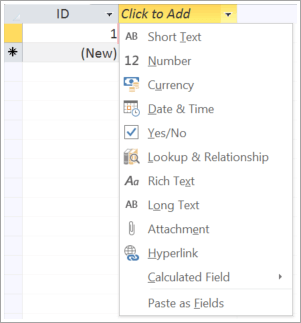 ID Click to Add
1
(New)
AB Short Text
12 Number
Currency
Date & Time
Yes/No
Lookup & Relationship
Aa Rich Text
AB Long Text
Attachment
Hyperlink
Calculated Field
Paste as Fields